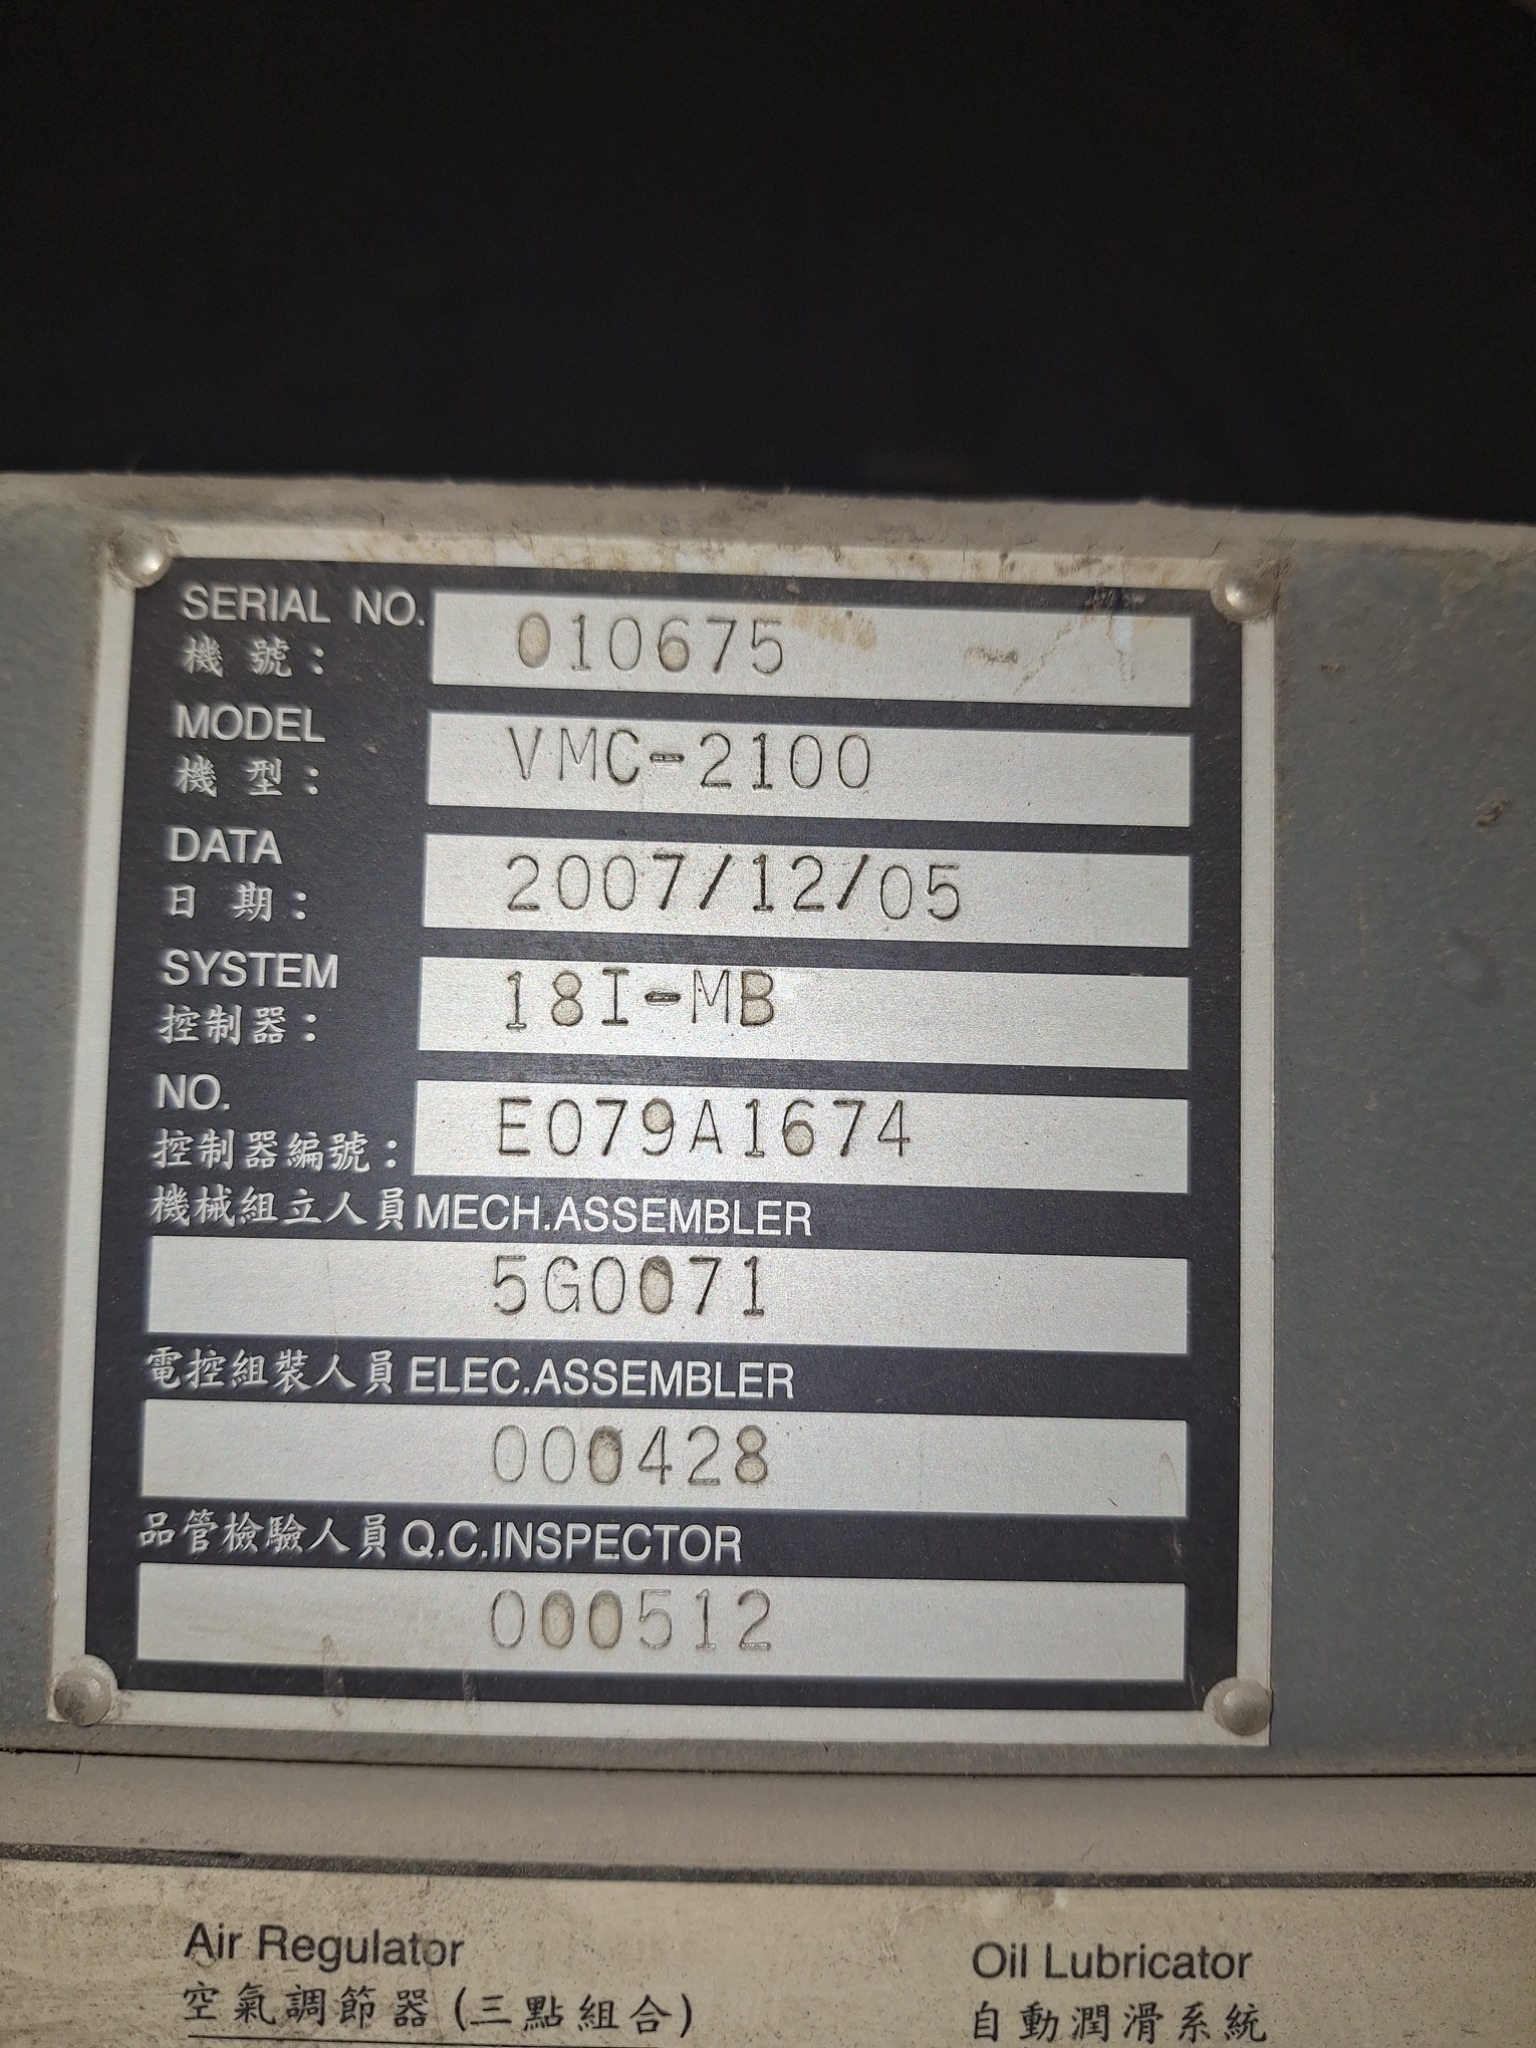 SERIAL NO. 010675
機 號：
MODEL VMC-2100
機 型：
DATA 2007/12/05
日 期：
SYSTEM 18I-MB
控制器：
NO. E079A1674
控制器編號：
機械組立人員MECH.ASSEMBLER
5G0071
電控組裝人員ELEC.ASSEMBLER
000428
品管檢驗人員Q.C.INSPECTOR
000512
Air Regulator
空氣調節器(三點組合)
Oil Lubricator
自動潤滑系統